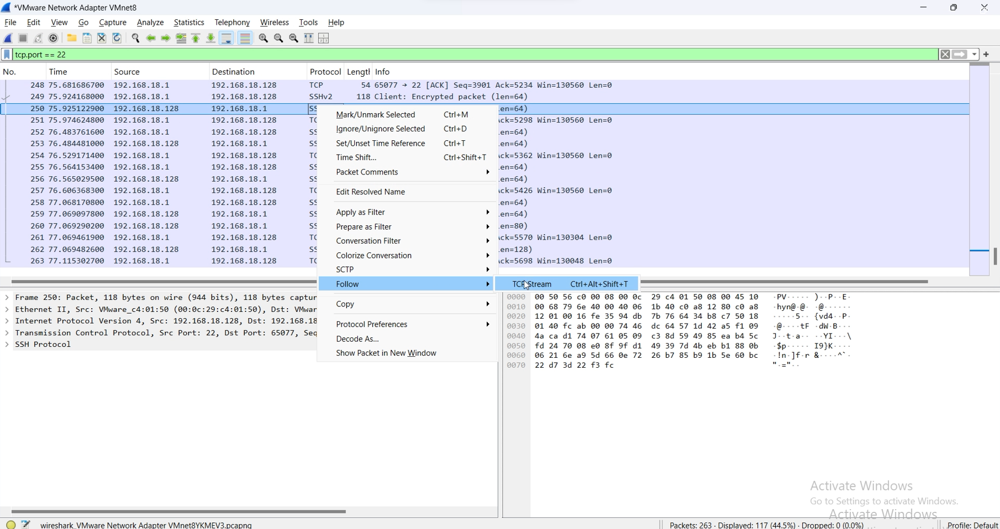 *VMware Network Adapter VMnet8
File Edit View Go Capture Analyze Statistics Telephony Wireless Tools Help
tcp.port == 22
No. Time Source Destination Protocol Lengtl Info
248 75.681686700 192.168.18.1 192.168.18.128 TCP 54 65077 → 22 [ACK] Seq=3901 Ack=5234 Win=130560 Len=0
249 75.924168000 192.168.18.1 192.168.18.128 SSHv2 118 Client: Encrypted packet (len=64)
250 75.925122900 192.168.18.128 192.168.18.1 SS len=64)
251 75.974624800 192.168.18.1 192.168.18.128 TC Ack=5298 Win=130560 Len=0
252 76.483761600 192.168.18.1 192.168.18.128 SS len=64)
253 76.484481000 192.168.18.128 192.168.18.1 SS len=64)
254 76.529171400 192.168.18.1 192.168.18.128 TC Ack=5362 Win=130560 Len=0
255 76.564153400 192.168.18.1 192.168.18.128 SS len=64)
256 76.565029500 192.168.18.128 192.168.18.1 SS len=64)
257 76.606368300 192.168.18.1 192.168.18.128 TC Ack=5426 Win=130560 Len=0
258 77.068170800 192.168.18.1 192.168.18.128 SS len=64)
259 77.069097800 192.168.18.128 192.168.18.1 SS len=64)
260 77.069290200 192.168.18.128 192.168.18.1 SS len=80)
261 77.069461900 192.168.18.1 192.168.18.128 TC Ack=5570 Win=130304 Len=0
262 77.069482600 192.168.18.128 192.168.18.1 SS len=128)
263 77.115302700 192.168.18.1 192.168.18.128 TC Ack=5698 Win=130048 Len=0
Mark/Unmark Selected Ctrl+M
Ignore/Unignore Selected Ctrl+D
Set/Unset Time Reference Ctrl+T
Time Shift... Ctrl+Shift+T
Packet Comments
Edit Resolved Name
Apply as Filter
Prepare as Filter
Conversation Filter
Colorize Conversation
SCTP
Follow
TCP Stream Ctrl+Alt+Shift+T
Copy
Protocol Preferences
Decode As...
Show Packet in New Window
Frame 250: Packet, 118 bytes on wire (944 bits), 118 bytes captur
Ethernet II, Src: VMware_c4:01:50 (00:0c:29:c4:01:50), Dst: VMwar
Internet Protocol Version 4, Src: 192.168.18.128, Dst: 192.168.18
Transmission Control Protocol, Src Port: 22, Dst Port: 65077, Seq
SSH Protocol
0000 00 50 56 c0 00 08 00 0c 29 c4 01 50 08 00 45 10 ·PV····· )··P··E·
0010 00 68 79 6e 40 00 40 06 1b 40 c0 a8 12 80 c0 a8 ·hyn@·@· ·@······
0020 12 01 00 16 fe 35 94 db 7b 76 64 34 b8 c7 50 18 ·····5·· {vd4··P·
0030 01 40 fc ab 00 00 74 46 dc 64 57 1d 42 a5 f1 09 ·@····tF ·dW·B···
0040 4a ca d1 74 07 61 05 09 c3 8d 59 49 85 ea b4 5c J··t·a·· ··YI···\
0050 fd 24 70 08 e0 8f 9f d1 49 39 7d 4b eb b1 88 0b ·$p····· I9}K····
0060 06 21 6e a9 5d 66 0e 72 26 b7 85 b9 1b 5e 60 bc ·!n·]f·r &····^`·
0070 22 d7 3d 22 f3 fc "·="··
Activate Windows
Go to Settings to activate Windows.
Activate Windows
wireshark_VMware Network Adapter VMnet8YKMEV3.pcapng
Packets: 263 · Displayed: 117 (44.5%) · Dropped: 0 (0.0%)
Profile: Default